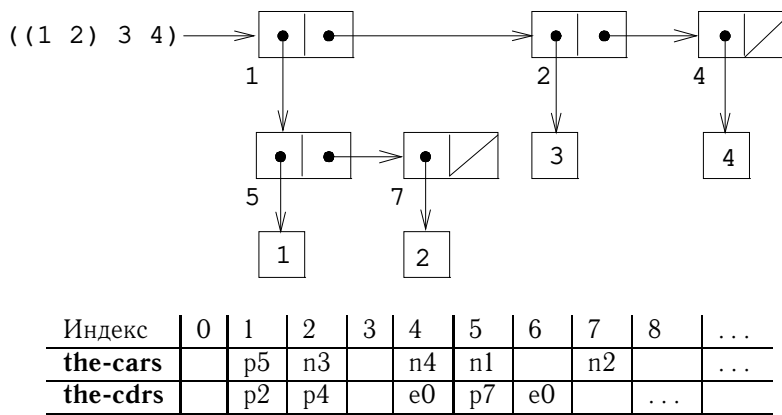 ((1 2) 3 4)
1 2 4
3 4
5 7
1 2
Индекс 0 1 2 3 4 5 6 7 8 ...
the-cars p5 n3 n4 n1 n2 ...
the-cdrs p2 p4 e0 p7 e0 ...